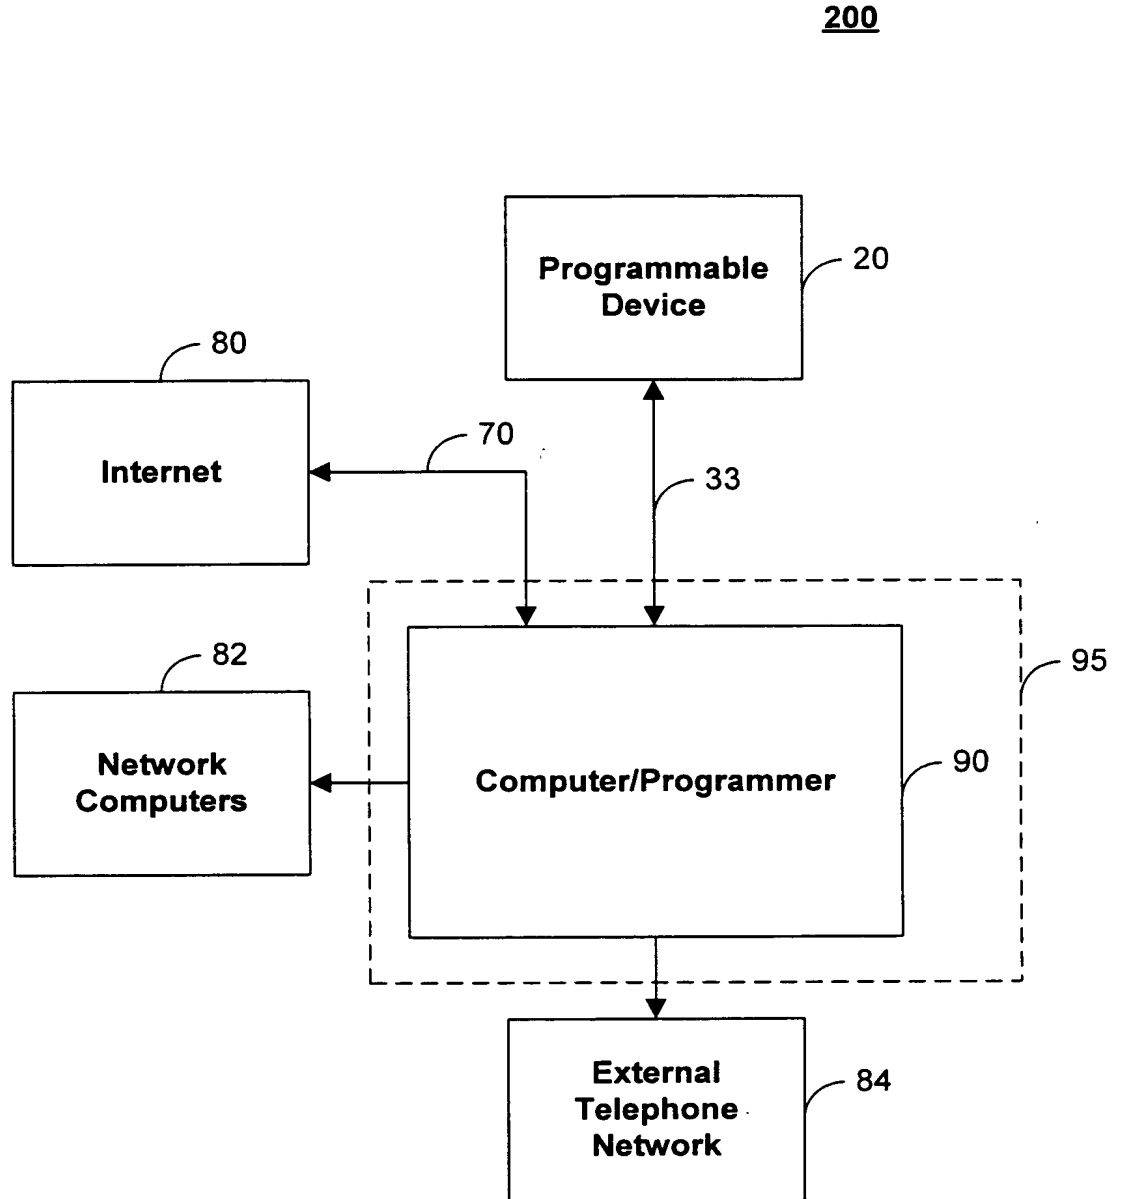 200
Programmable
Device
20
80
Internet
70
33
82
Network
Computers
95
Computer/Programmer
90
External
Telephone
Network
84